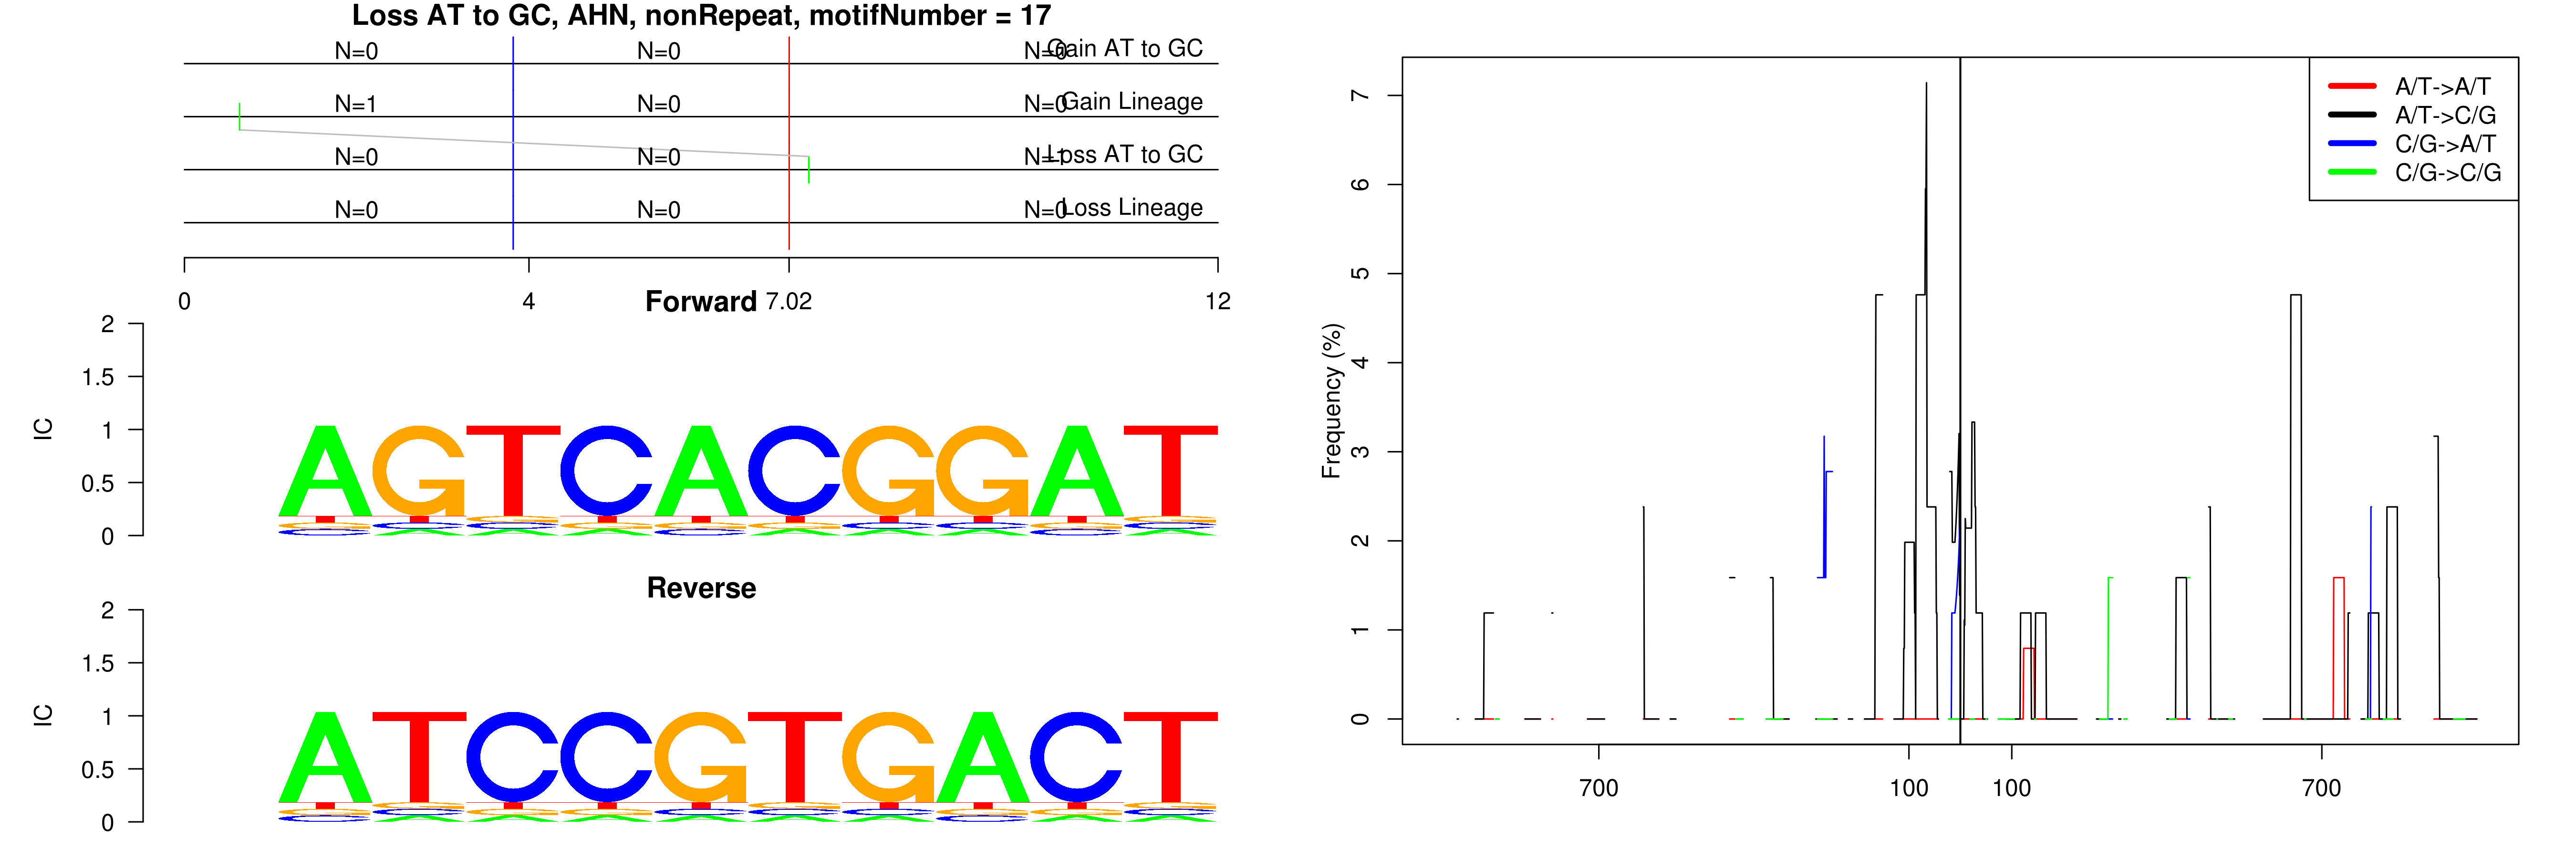 Loss AT to GC, AHN, nonRepeat, motifNumber = 17
N=0 N=0 N=0 Gain AT to GC
N=1 N=0 N=0 Gain Lineage
N=0 N=0 N=1 Loss AT to GC
N=0 N=0 N=0 Loss Lineage
0 4 7.02 12
Forward
IC
2
1.5
1
0.5
0
AGTCACGGAT
Reverse
IC
2
1.5
1
0.5
0
ATCCGTGACT
Frequency (%)
7
6
5
4
3
2
1
0
700 100 100 700
A/T->A/T
A/T->C/G
C/G->A/T
C/G->C/G